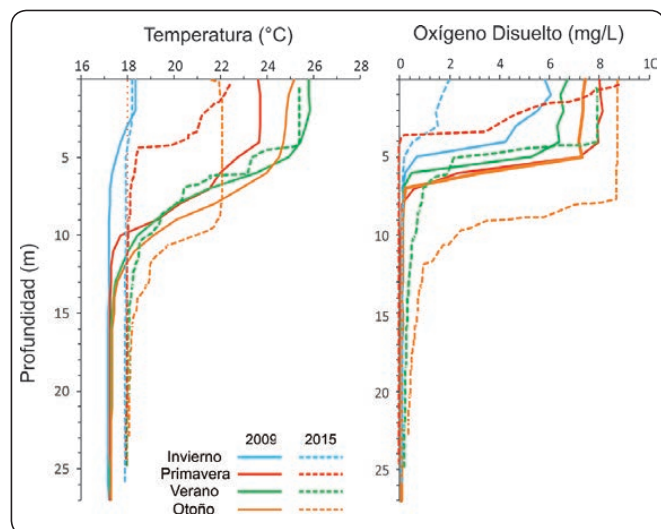 Temperatura (°C)
16 18 20 22 24 26 28
Oxígeno Disuelto (mg/L)
0 2 4 6 8 10
Profundidad (m)
5
10
15
20
25
5
10
15
20
25
2009 2015
Invierno
Primavera
Verano
Otoño